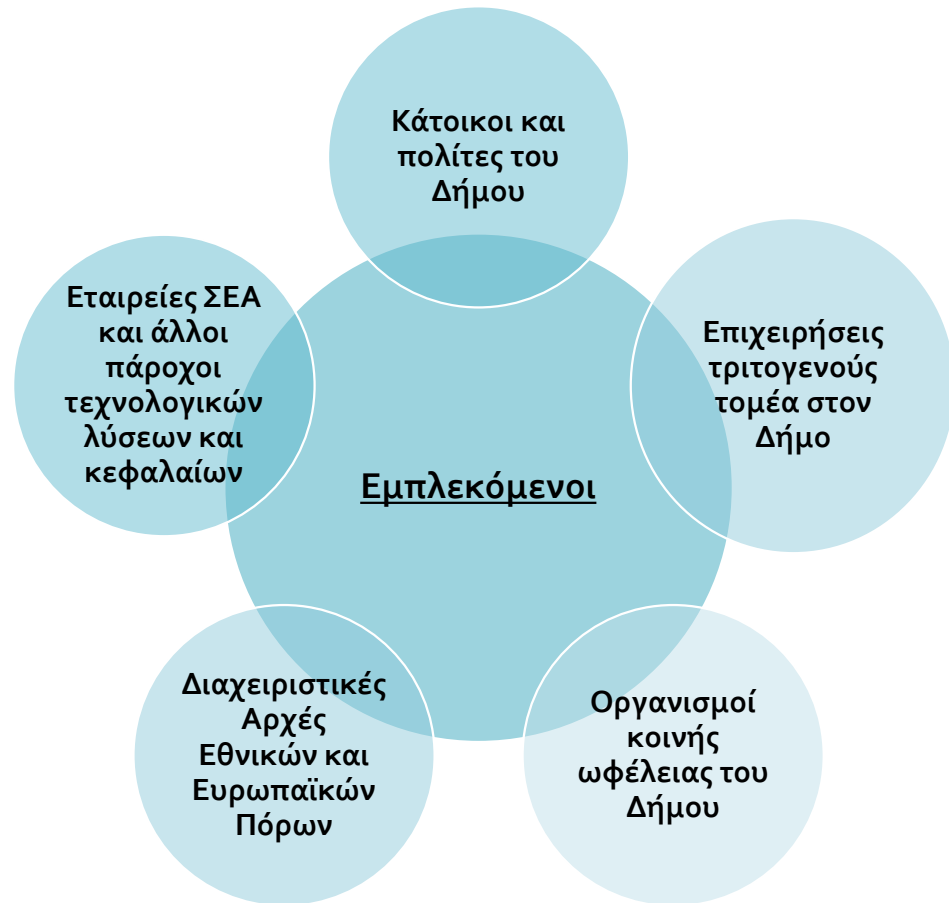 Κάτοικοι και
πολίτες του
Δήμου
Εταιρείες ΣΕΑ
και άλλοι
πάροχοι
τεχνολογικών
λύσεων και
κεφαλαίων
Επιχειρήσεις
τριτογενούς
τομέα στον
Δήμο
Εμπλεκόμενοι
Διαχειριστικές
Αρχές
Εθνικών και
Ευρωπαϊκών
Πόρων
Οργανισμοί
κοινής
ωφέλειας του
Δήμου